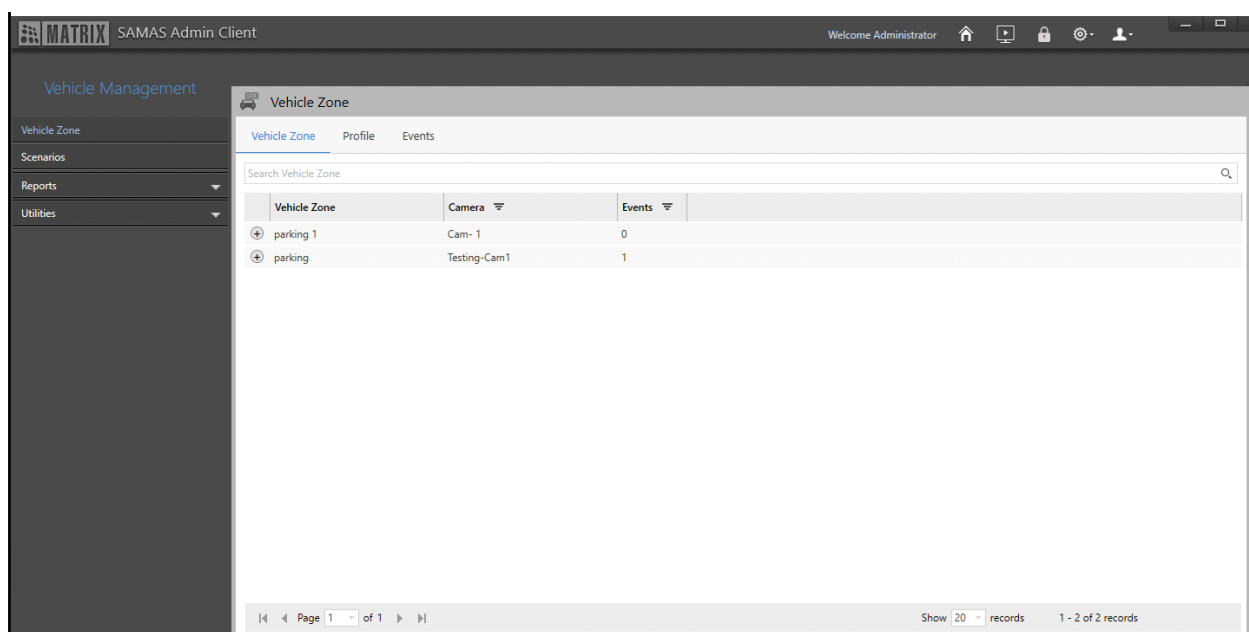 MATRIX SAMAS Admin Client
Welcome Administrator
Vehicle Management
Vehicle Zone
Scenarios
Reports
Utilities
Vehicle Zone
Vehicle Zone Profile Events
Search Vehicle Zone
Vehicle Zone Camera Events
parking 1 Cam- 1 0
parking Testing-Cam1 1
Page 1 of 1 Show 20 records 1 - 2 of 2 records